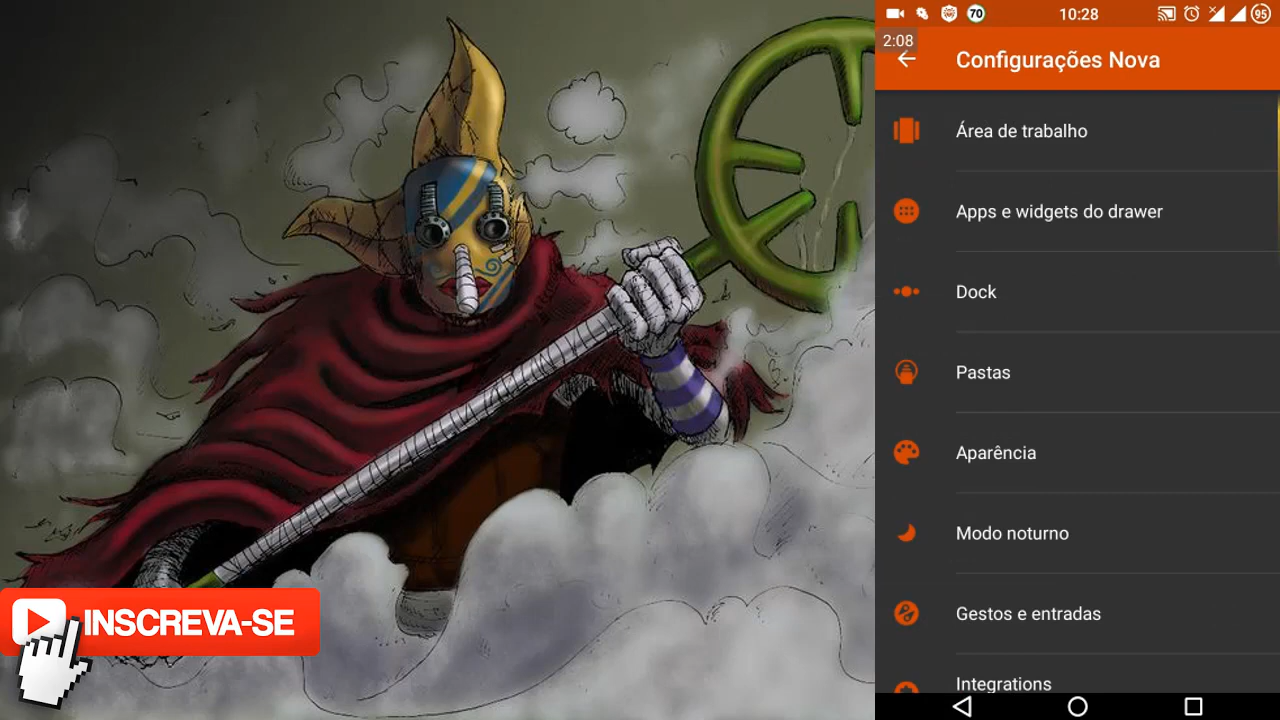 INSCREVA-SE
70
10:28
95
2:08
Configurações Nova
Área de trabalho
Apps e widgets do drawer
Dock
Pastas
Aparência
Modo noturno
Gestos e entradas
Integrations